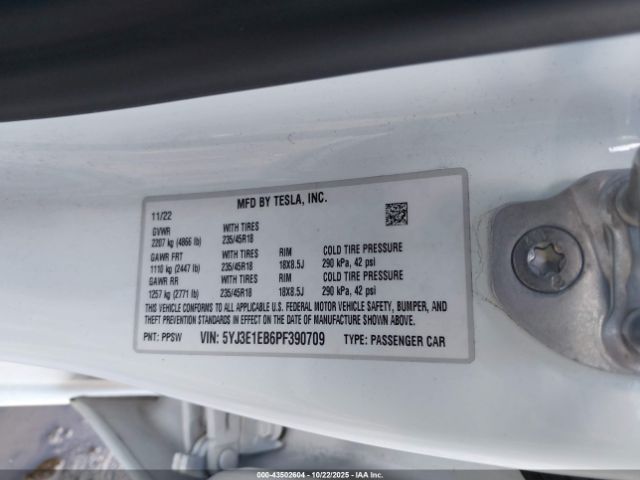 MFD BY TESLA, INC.
11/22
GVWR WITH TIRES
2207 kg (4866 lb) 235/45R18
GAWR FRT WITH TIRES RIM COLD TIRE PRESSURE
1110 kg (2447 lb) 235/45R18 18X8.5J 290 kPa, 42 psi
GAWR RR WITH TIRES RIM COLD TIRE PRESSURE
1257 kg (2771 lb) 235/45R18 18X8.5J 290 kPa, 42 psi
THIS VEHICLE CONFORMS TO ALL APPLICABLE U.S. FEDERAL MOTOR VEHICLE SAFETY, BUMPER, AND
THEFT PREVENTION STANDARDS IN EFFECT ON THE DATE OF MANUFACTURE SHOWN ABOVE.
PNT: PPSW VIN: 5YJ3E1EB6PF390709 TYPE: PASSENGER CAR
000-43502604 | 10/22/2025 | IAA Inc.